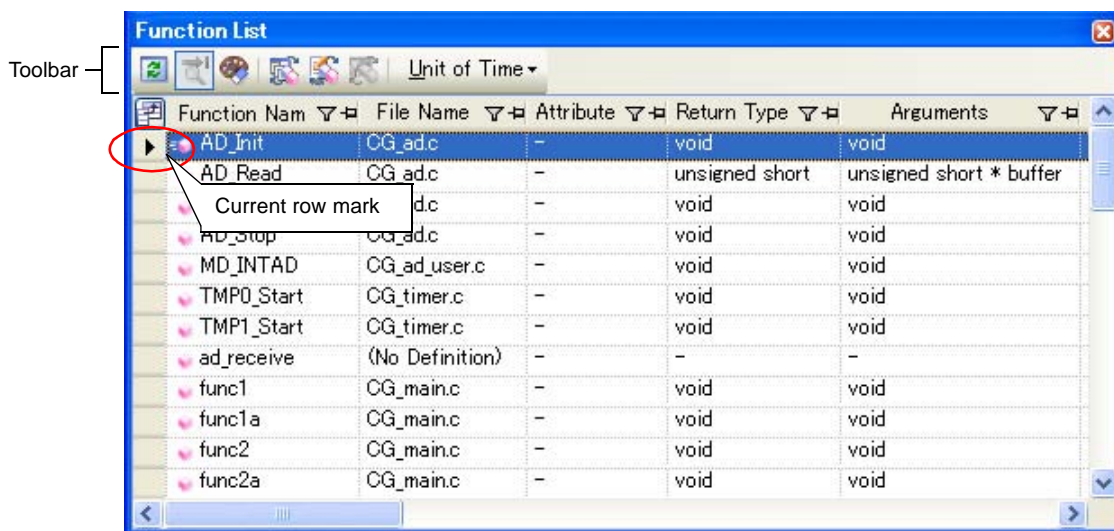 Function List
Toolbar
Unit of Time
Function Nam File Name Attribute Return Type Arguments
AD_Init CG_ad.c - void void
AD_Read CG_ad.c - unsigned short unsigned short * buffer
Current row mark
d.c - void void
AD_Stop CG_ad.c - void void
MD_INTAD CG_ad_user.c - void void
TMP0_Start CG_timer.c - void void
TMP1_Start CG_timer.c - void void
ad_receive (No Definition) - - -
func1 CG_main.c - void void
func1a CG_main.c - void void
func2 CG_main.c - void void
func2a CG_main.c - void void